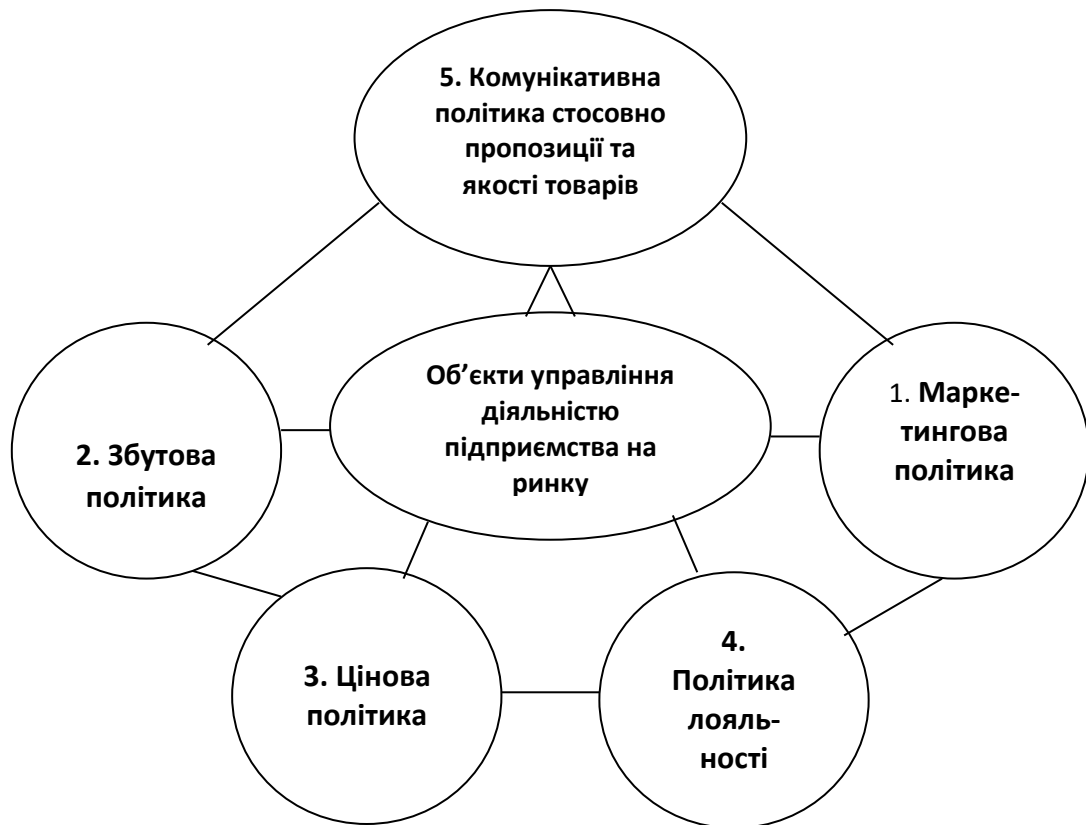 5. Комунікативна
політика стосовно
пропозиції та
якості товарів
Об’єкти управління
діяльністю
підприємства на
ринку
1. Марке-
тингова
політика
2. Збутова
політика
3. Цінова
політика
4.
Політика
лояль-
ності